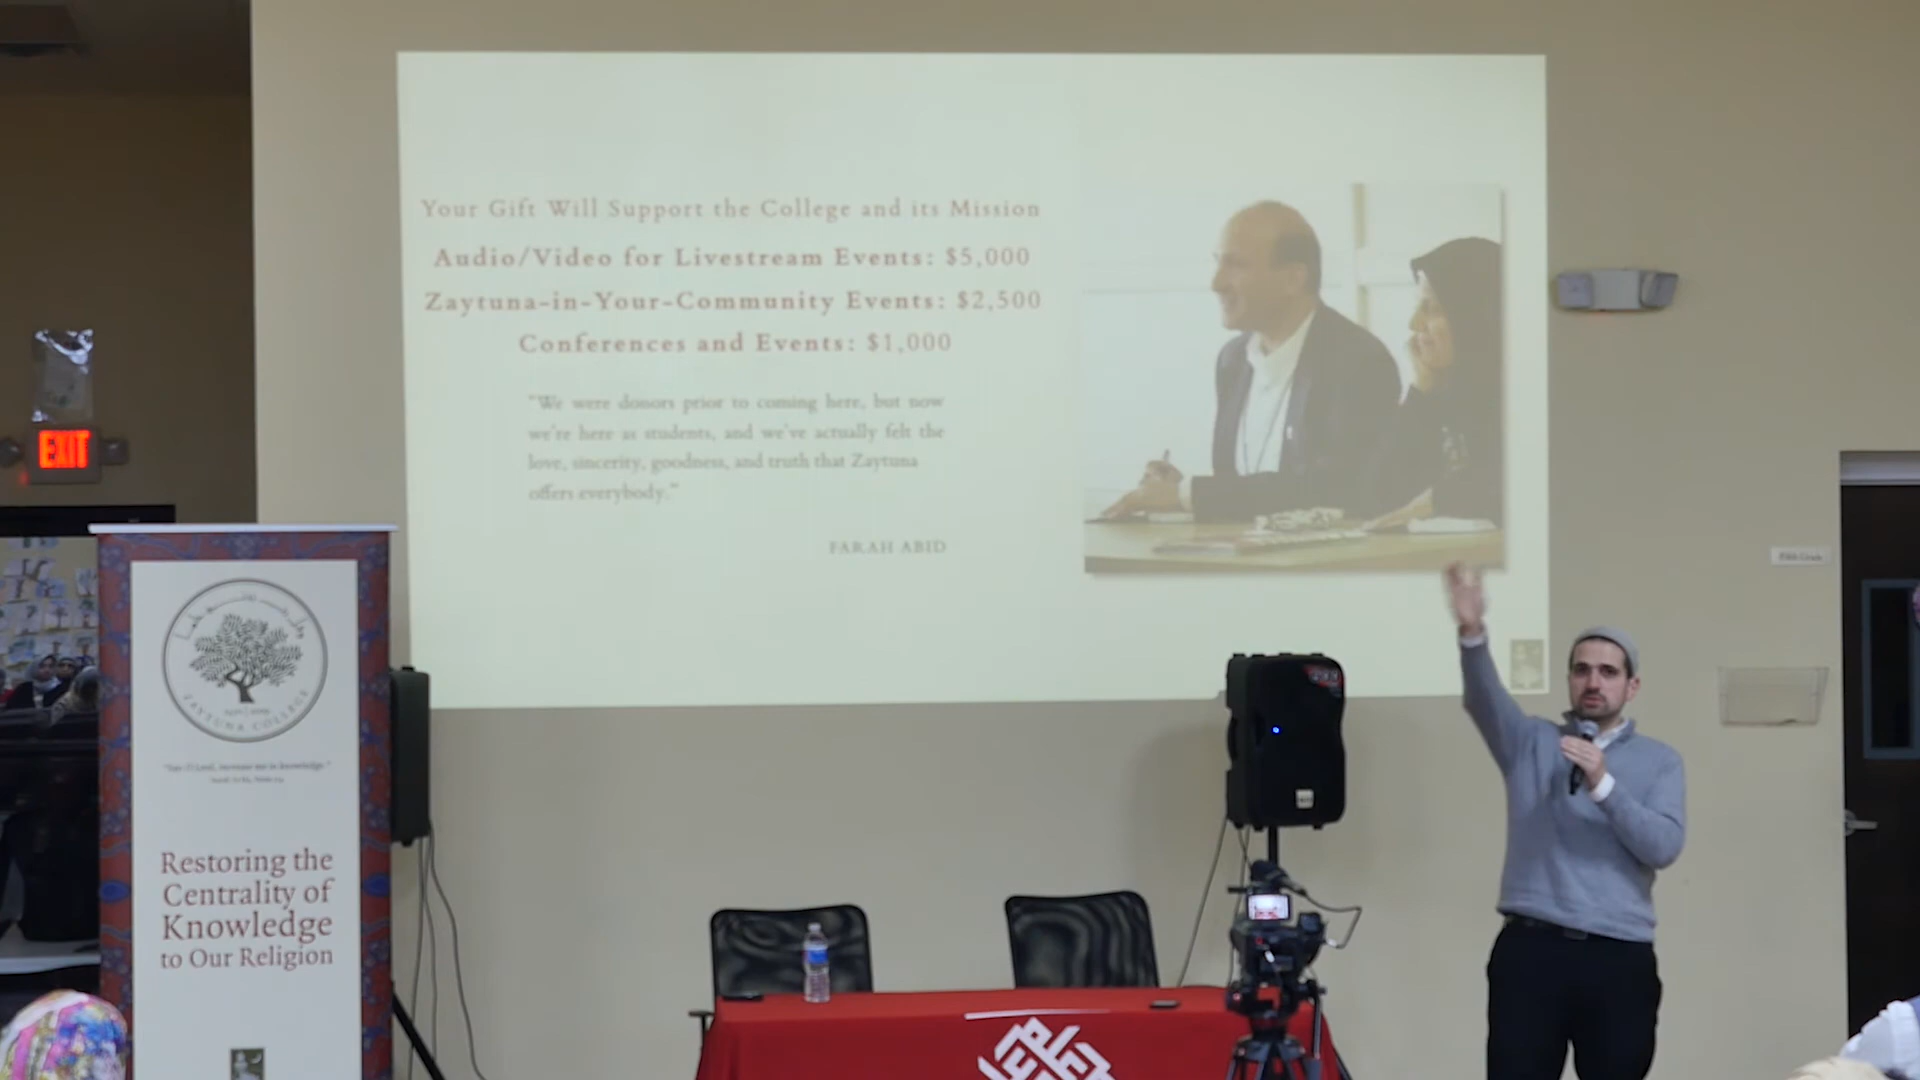 Your Gift Will Support the College and its Mission
Audio/Video for Livestream Events: $5,000
Zaytuna-in-Your-Community Events: $2,500
Conferences and Events: $1,000
"We were donors prior to coming here, but now
we're here as students, and we've actually felt the
love, sincerity, goodness, and truth that Zaytuna
offers everybody."
FARAH ABID
EXIT
ZAYTUNA COLLEGE
Restoring the
Centrality of
Knowledge
to Our Religion